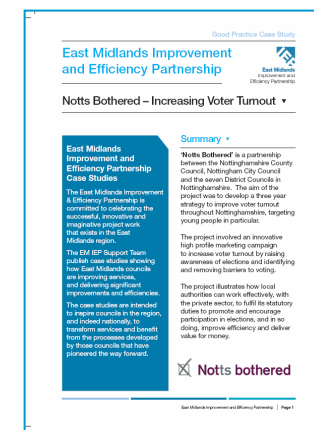 Good Practice Case Study
East Midlands Improvement
and Efficiency Partnership
East Midlands
Improvement and
Efficiency Partnership
Notts Bothered – Increasing Voter Turnout
East Midlands
Improvement and
Efficiency Partnership
Case Studies
The East Midlands Improvement
& Efficiency Partnership is
committed to celebrating the
successful, innovative and
imaginative project work
that exists in the East
Midlands region.
The EM IEP Support Team
publish case studies showing
how East Midlands councils
are improving services,
and delivering significant
improvements and efficiencies.
The case studies are intended
to inspire councils in the region,
and indeed nationally, to
transform services and benefit
from the processes developed
by those councils that have
pioneered the way forward.
Summary
‘Notts Bothered’ is a partnership
between the Nottinghamshire County
Council, Nottingham City Council
and the seven District Councils in
Nottinghamshire. The aim of the
project was to develop a three year
strategy to improve voter turnout
throughout Nottinghamshire, targeting
young people in particular.
The project involved an innovative
high profile marketing campaign
to increase voter turnout by raising
awareness of elections and identifying
and removing barriers to voting.
The project illustrates how local
authorities can work effectively, with
the private sector, to fulfil its statutory
duties to promote and encourage
participation in elections, and in so
doing, improve efficiency and deliver
value for money.
Notts bothered
East Midlands Improvement and Efficiency Partnership | Page 1